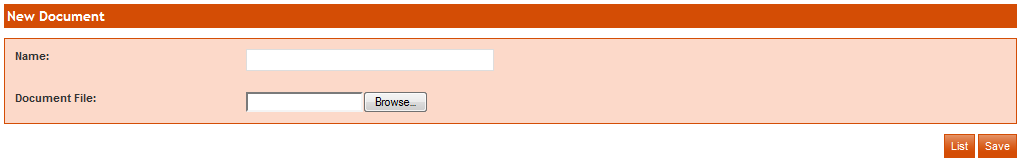 New Document
Name:
Document File:
Browse...
List
Save